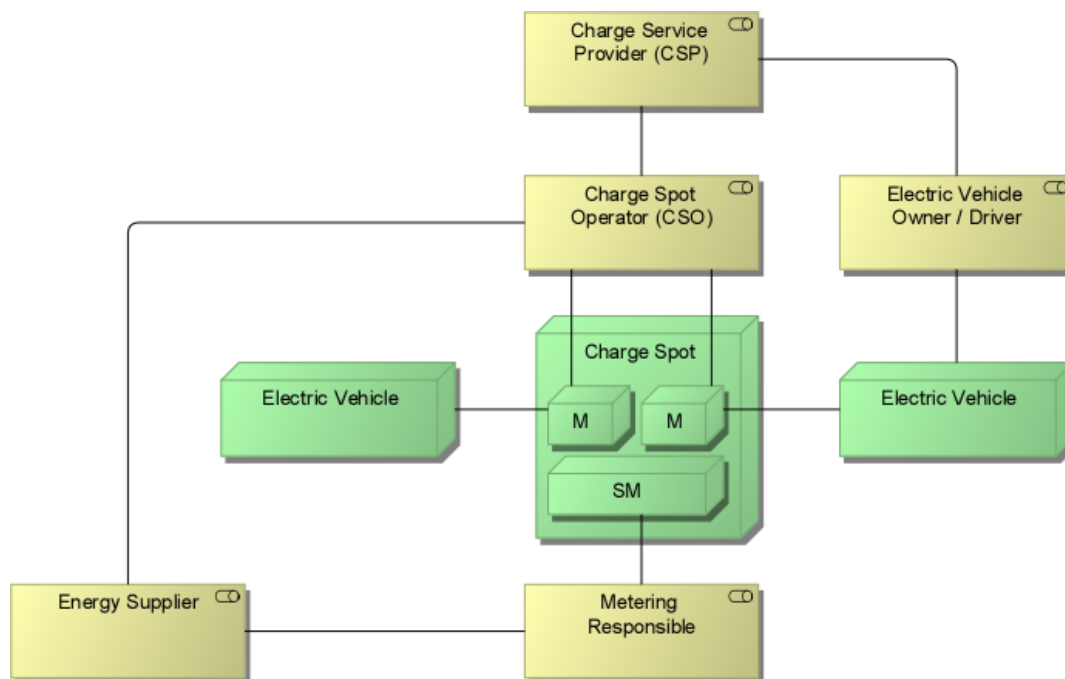 Charge Service
Provider (CSP)
Charge Spot
Operator (CSO)
Electric Vehicle
Owner / Driver
Charge Spot
Electric Vehicle
Electric Vehicle
M
M
SM
Energy Supplier
Metering
Responsible